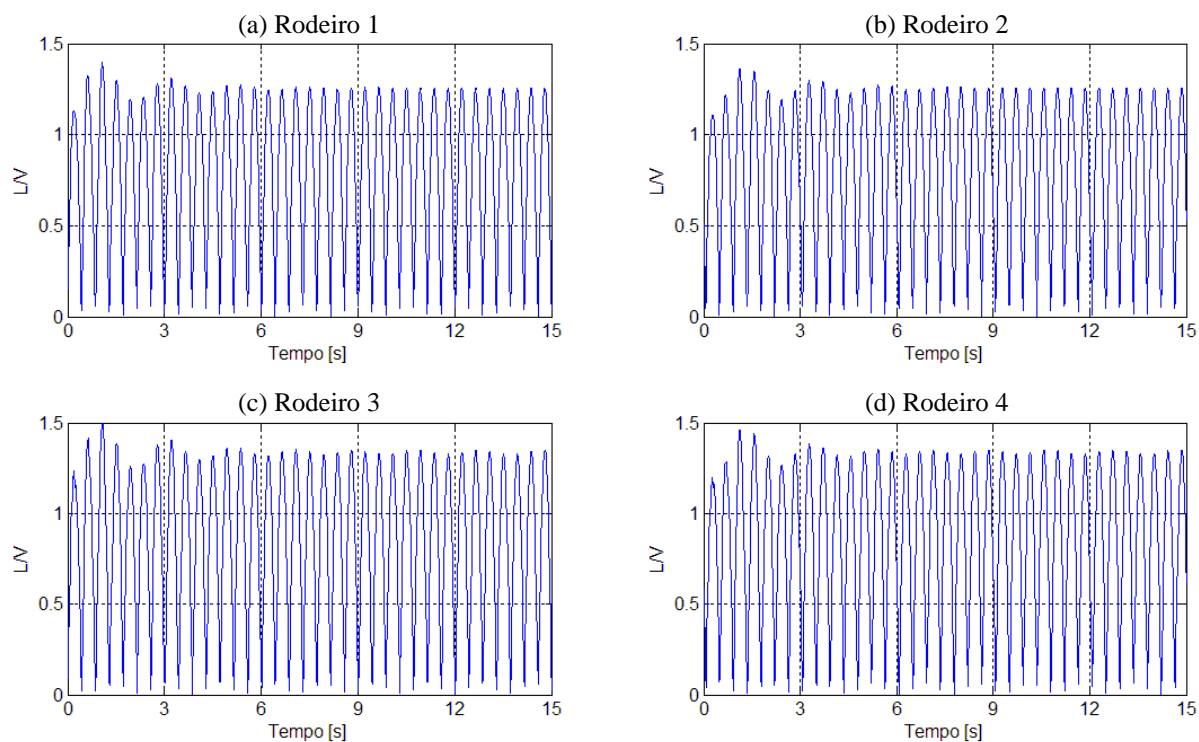 (a) Rodeiro 1
1.5
1
0.5
0
L/V
0 3 6 9 12 15
Tempo [s]
(b) Rodeiro 2
1.5
1
0.5
0
L/V
0 3 6 9 12 15
Tempo [s]
(c) Rodeiro 3
1.5
1
0.5
0
L/V
0 3 6 9 12 15
Tempo [s]
(d) Rodeiro 4
1.5
1
0.5
0
L/V
0 3 6 9 12 15
Tempo [s]